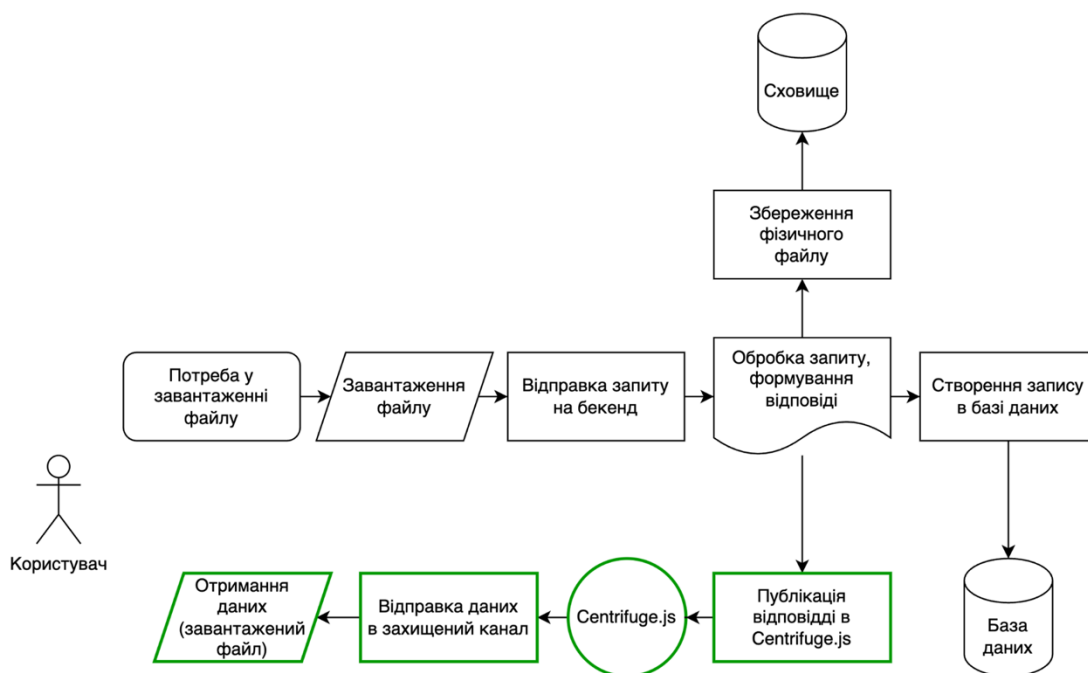 Сховище
Збереження
фізичного
файлу
Потреба у
завантаженні
файлу
Завантаження
файлу
Відправка запиту
на бекенд
Обробка запиту,
формування
відповіді
Створення запису
в базі даних
Користувач
Отримання
даних
(завантажений
файл)
Відправка даних
в захищений канал
Centrifuge.js
Публікація
відповідді в
Centrifuge.js
База
даних